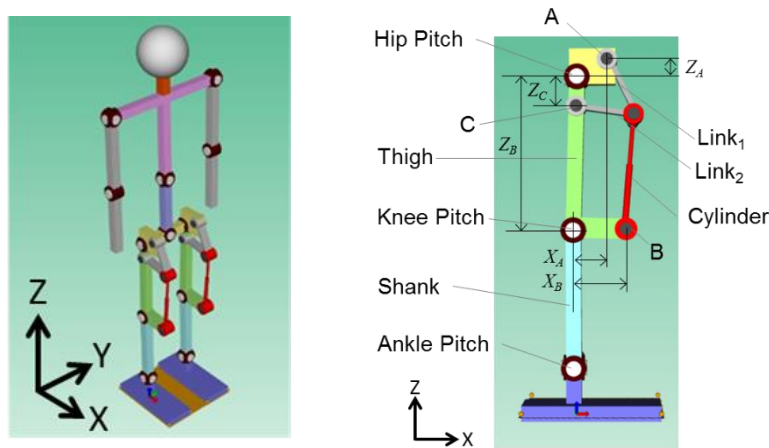 Z
Y
X
A
Hip Pitch
Z_A
Z_C
C
Z_B
Link₁
Thigh
Link₂
Cylinder
Knee Pitch
B
X_A
X_B
Shank
Ankle Pitch
Z
X